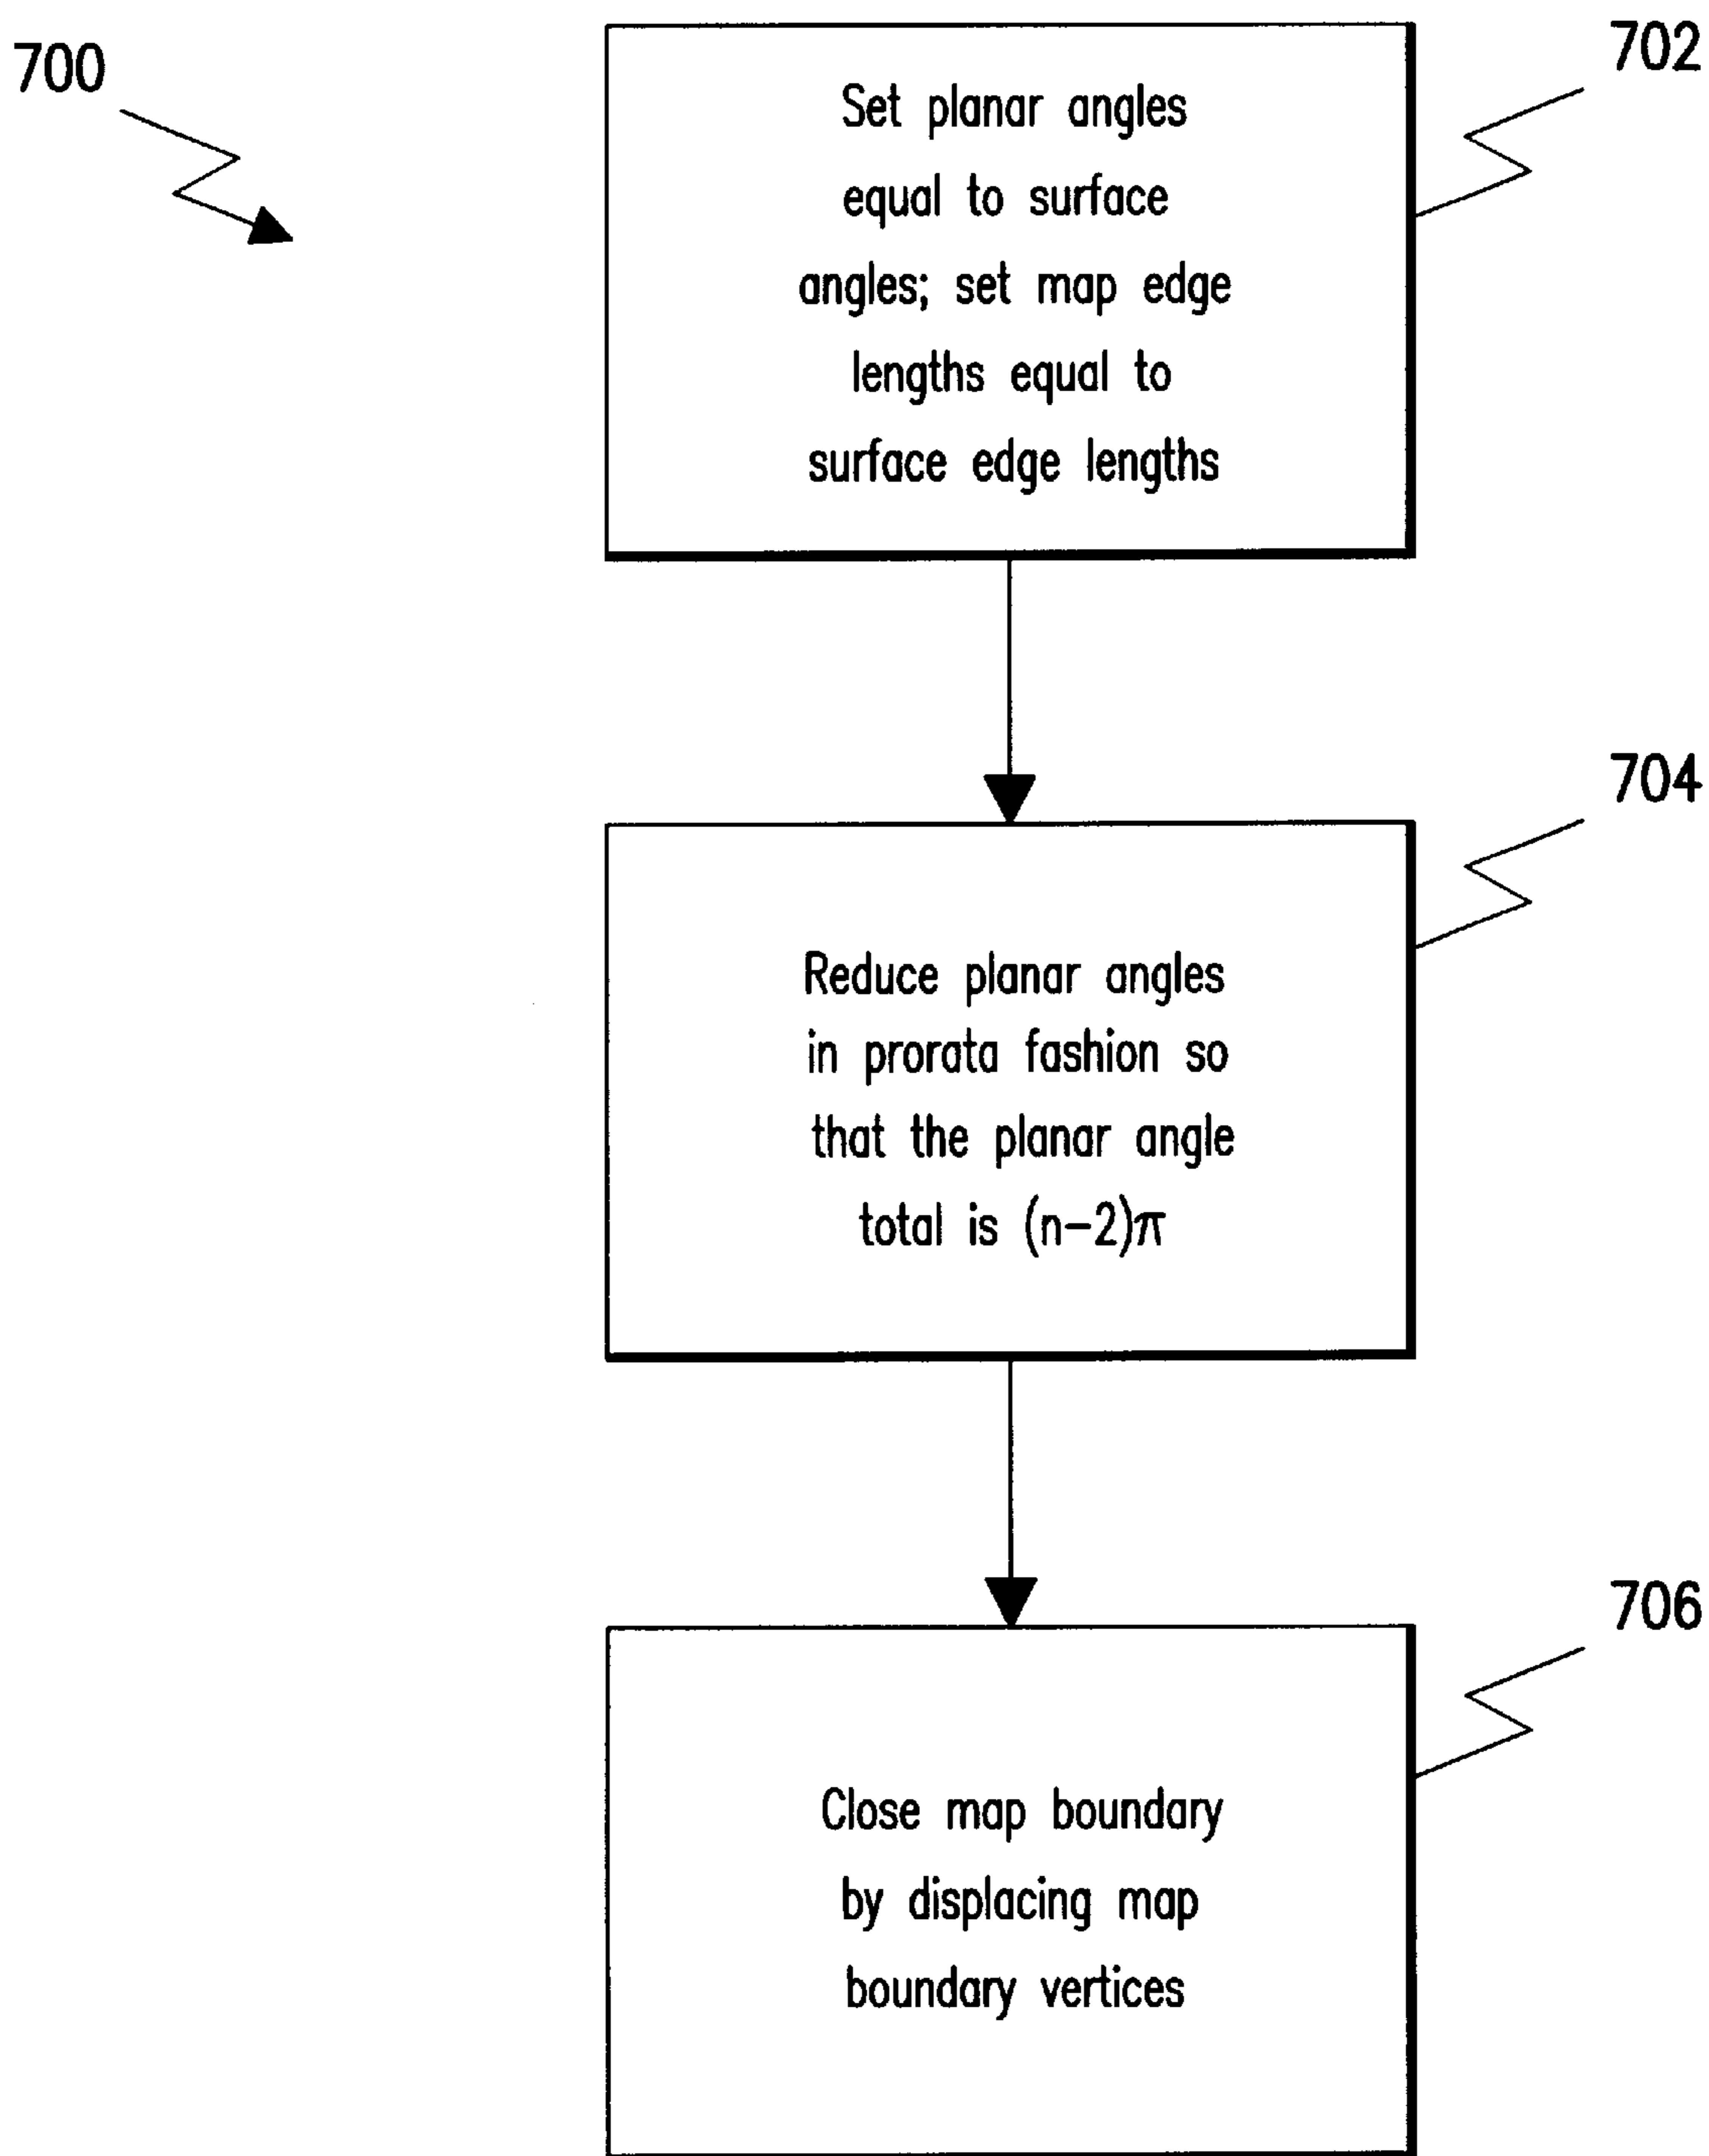 700
702
Set planar angles
equal to surface
angles; set map edge
lengths equal to
surface edge lengths
704
Reduce planar angles
in prorata fashion so
that the planar angle
total is (n-2)π
706
Close map boundary
by displacing map
boundary vertices